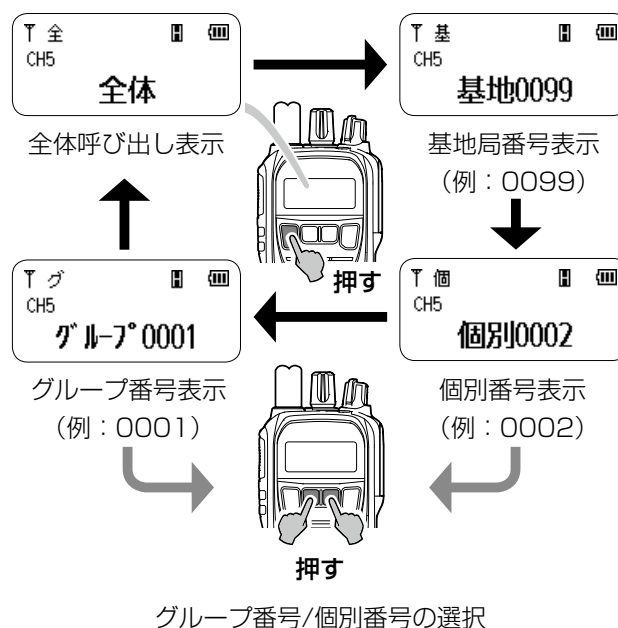 全
CH5
全体
全体呼び出し表示
基
CH5
基地0099
基地局番号表示
(例：0099)
押す
グ
CH5
グループ0001
グループ番号表示
(例：0001)
個
CH5
個別0002
個別番号表示
(例：0002)
押す
グループ番号/個別番号の選択